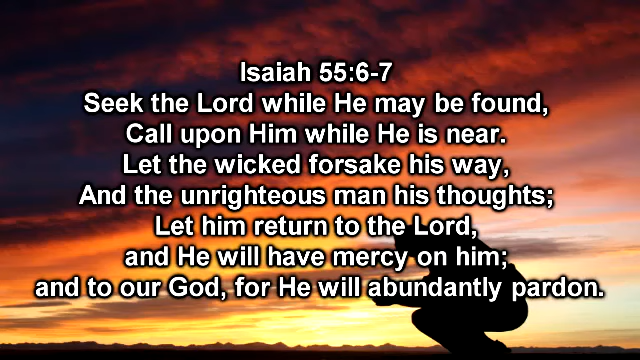 Isaiah 55:6-7
Seek the Lord while He may be found,
Call upon Him while He is near.
Let the wicked forsake his way,
And the unrighteous man his thoughts;
Let him return to the Lord,
and He will have mercy on him;
and to our God, for He will abundantly pardon.